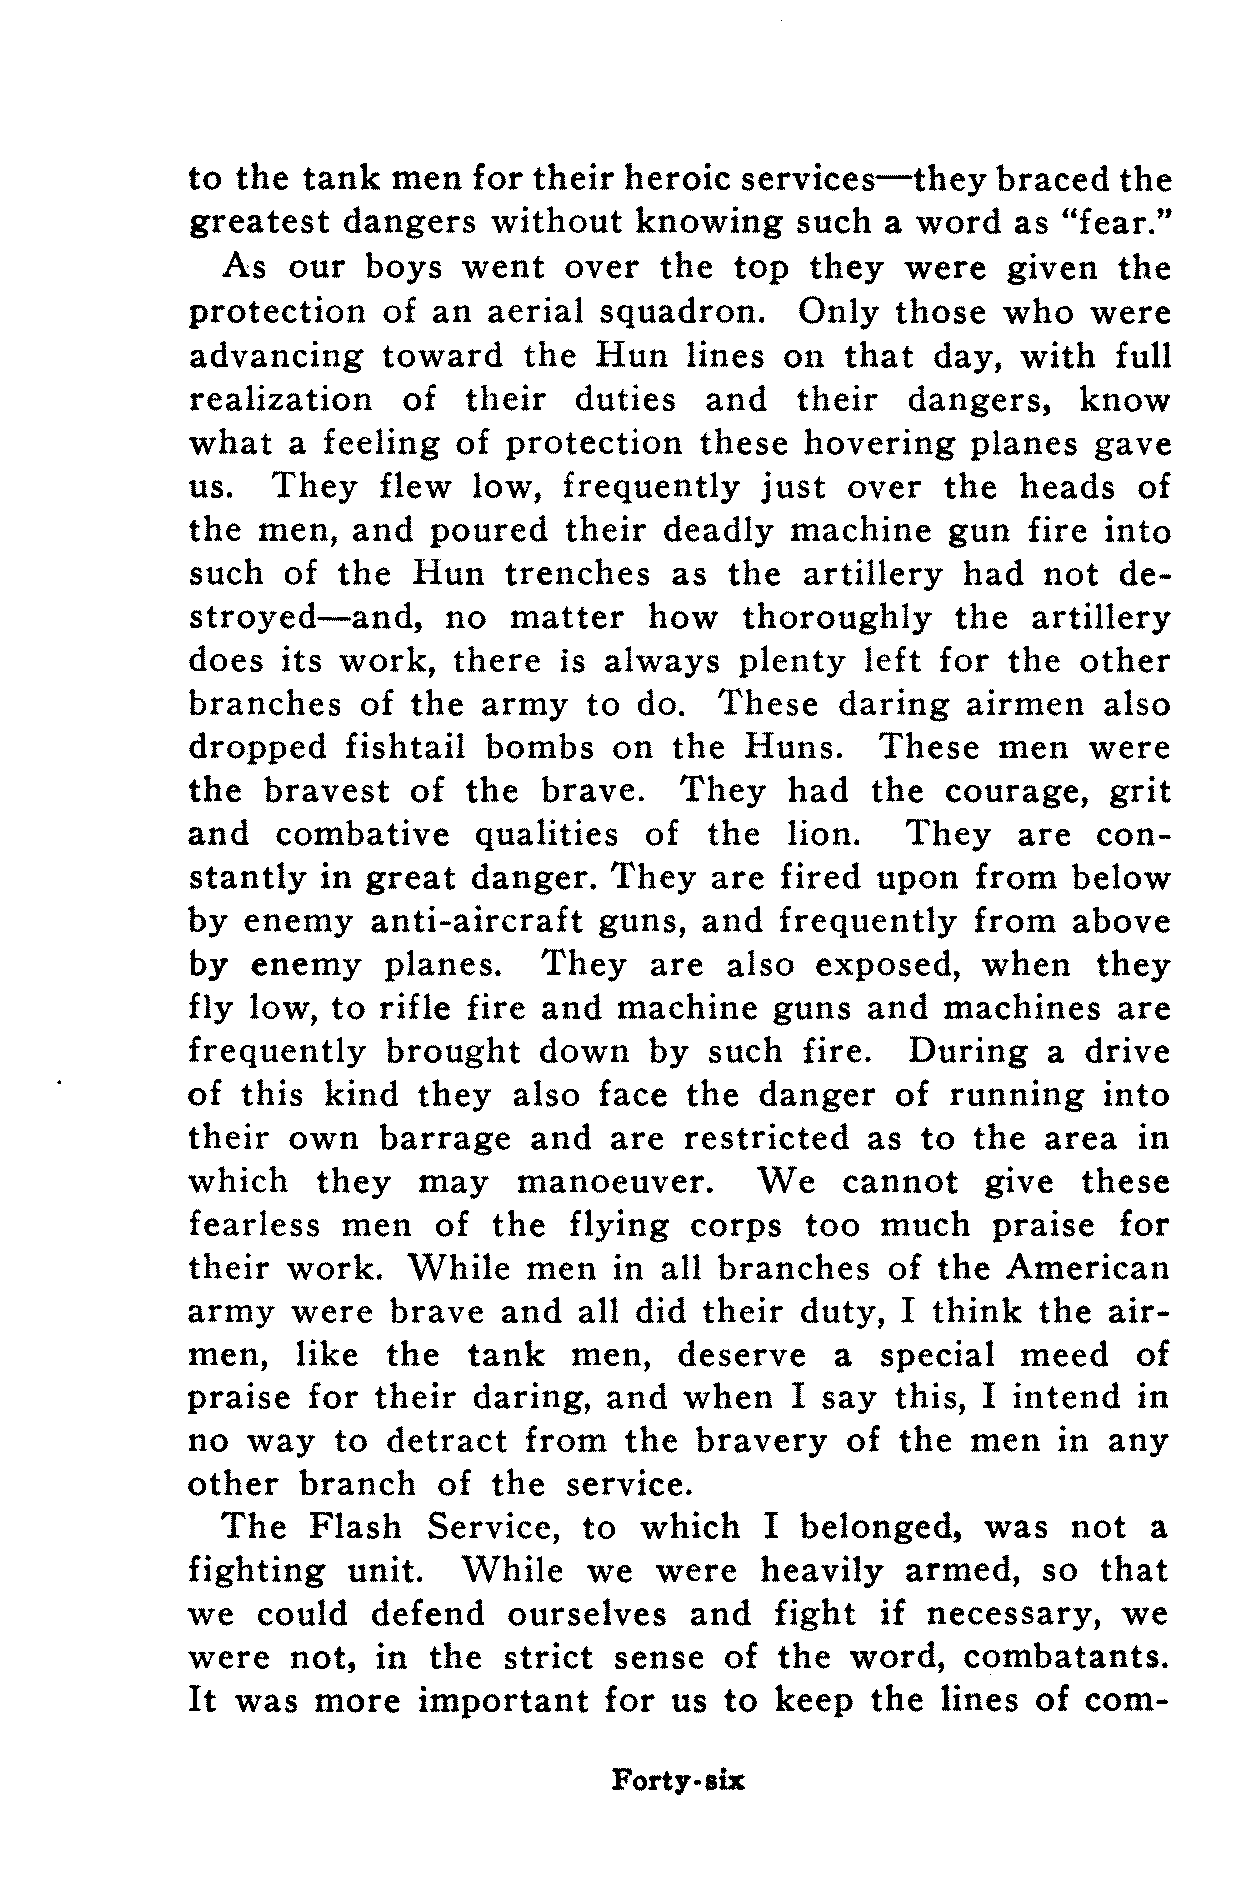 to the tank men for their heroic services—they braced the
greatest dangers without knowing such a word as “fear.”
As our boys went over the top they were given the
protection of an aerial squadron. Only those who were
advancing toward the Hun lines on that day, with full
realization of their duties and their dangers, know
what a feeling of protection these hovering planes gave
us. They flew low, frequently just over the heads of
the men, and poured their deadly machine gun fire into
such of the Hun trenches as the artillery had not de-
stroyed—and, no matter how thoroughly the artillery
does its work, there is always plenty left for the other
branches of the army to do. These daring airmen also
dropped fishtail bombs on the Huns. These men were
the bravest of the brave. They had the courage, grit
and combative qualities of the lion. They are con-
stantly in great danger. They are fired upon from below
by enemy anti-aircraft guns, and frequently from above
by enemy planes. They are also exposed, when they
fly low, to rifle fire and machine guns and machines are
frequently brought down by such fire. During a drive
of this kind they also face the danger of running into
their own barrage and are restricted as to the area in
which they may manoeuver. We cannot give these
fearless men of the flying corps too much praise for
their work. While men in all branches of the American
army were brave and all did their duty, I think the air-
men, like the tank men, deserve a special meed of
praise for their daring, and when I say this, I intend in
no way to detract from the bravery of the men in any
other branch of the service.
The Flash Service, to which I belonged, was not a
fighting unit. While we were heavily armed, so that
we could defend ourselves and fight if necessary, we
were not, in the strict sense of the word, combatants.
It was more important for us to keep the lines of com-
Forty-six